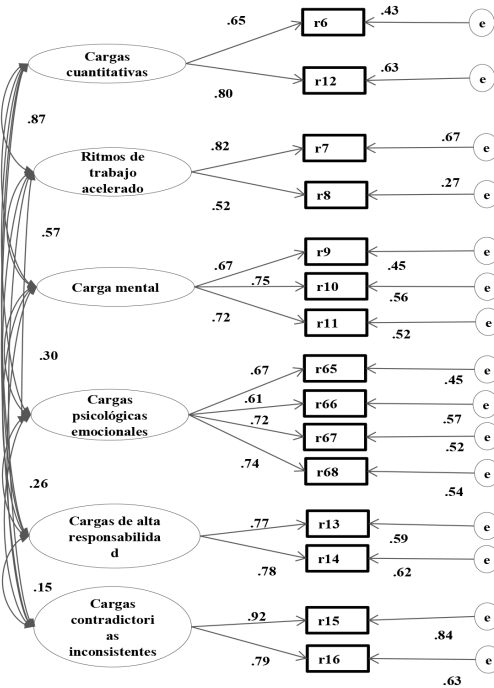 .65
r6
.43
e
Cargas
cuantitativas
.80
r12
.63
e
.87
Ritmos de
trabajo
acelerado
.82
r7
.67
e
.52
r8
.27
e
.57
Carga mental
.67
r9
.45
e
.75
r10
.56
e
.72
r11
.52
e
.30
Cargas
psicológicas
emocionales
.67
r65
.45
e
.61
r66
.57
e
.72
r67
.52
e
.74
r68
.54
e
.26
Cargas de alta
responsabilida
d
.77
r13
.59
e
.78
r14
.62
e
.15
Cargas
contradictori
as
inconsistentes
.92
r15
.84
e
.79
r16
.63
e